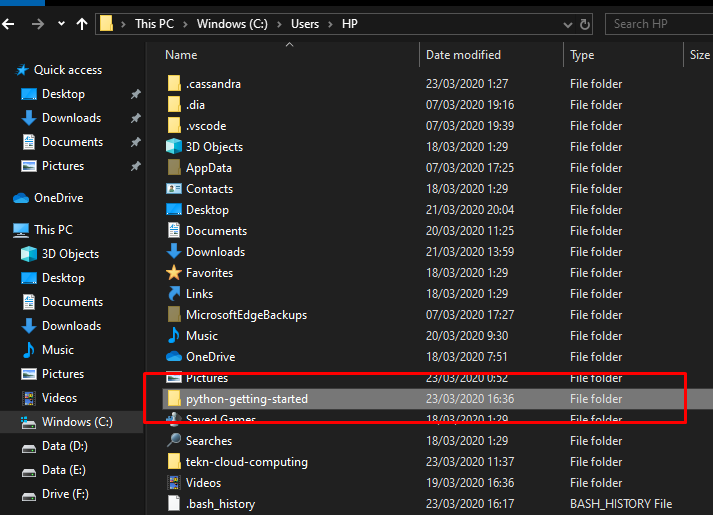 This PC > Windows (C:) > Users > HP
Search HP
Name Date modified Type Size
Quick access
Desktop
Downloads
Documents
Pictures
OneDrive
This PC
3D Objects
Desktop
Documents
Downloads
Music
Pictures
Videos
Windows (C:)
Data (D:)
Data (E:)
Drive (F:)
.cassandra 23/03/2020 1:27 File folder
.dia 07/03/2020 19:16 File folder
.vscode 07/03/2020 19:39 File folder
3D Objects 18/03/2020 1:29 File folder
AppData 07/03/2020 17:25 File folder
Contacts 18/03/2020 1:29 File folder
Desktop 21/03/2020 20:04 File folder
Documents 20/03/2020 11:25 File folder
Downloads 21/03/2020 13:59 File folder
Favorites 18/03/2020 1:29 File folder
Links 18/03/2020 1:29 File folder
MicrosoftEdgeBackups 07/03/2020 17:27 File folder
Music 20/03/2020 9:30 File folder
OneDrive 18/03/2020 7:51 File folder
Pictures 23/03/2020 0:52 File folder
python-getting-started 23/03/2020 16:36 File folder
Saved Games 18/03/2020 1:29 File folder
Searches 18/03/2020 1:29 File folder
tekn-cloud-computing 23/03/2020 11:37 File folder
Videos 19/03/2020 16:36 File folder
.bash_history 23/03/2020 16:17 BASH_HISTORY File